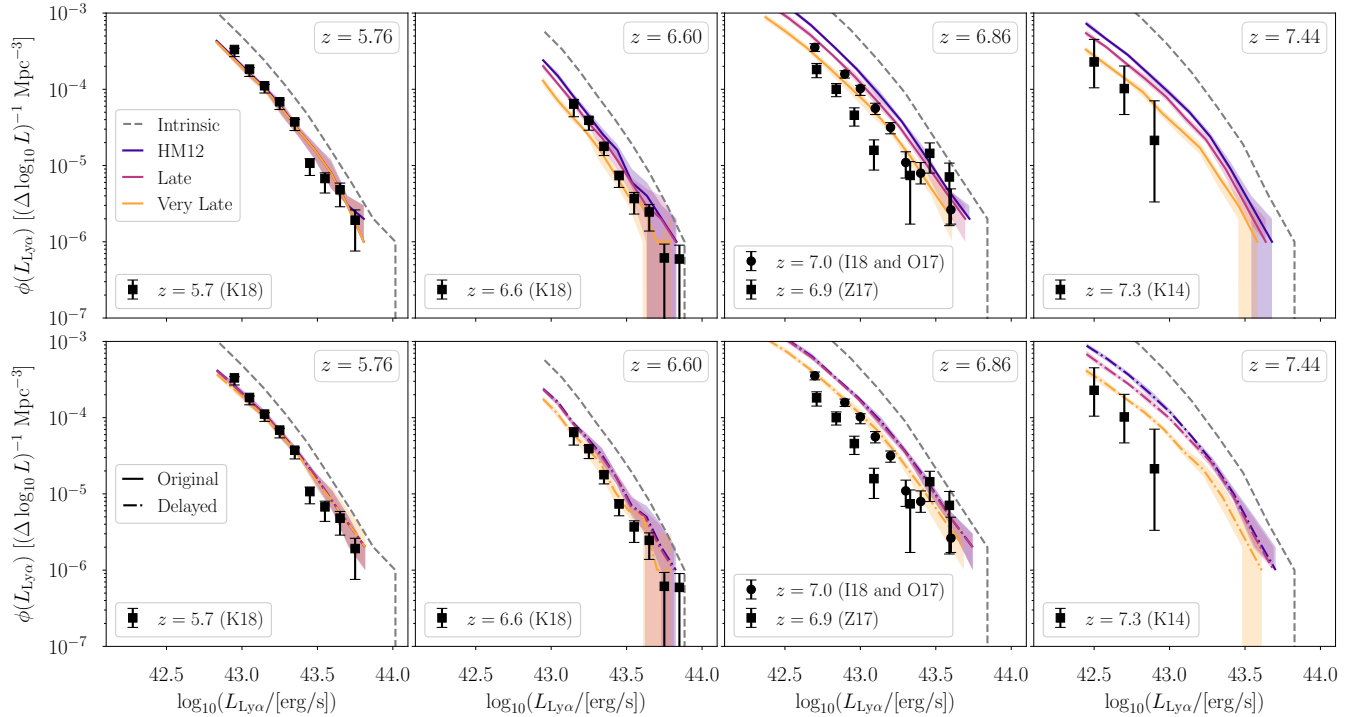 10⁻³
10⁻⁴
10⁻⁵
10⁻⁶
10⁻⁷
ϕ(L_Lyα) [(Δ log₁₀ L)⁻¹ Mpc⁻³]
z = 5.76
Intrinsic
HM12
Late
Very Late
z = 5.7 (K18)
z = 6.60
z = 6.6 (K18)
z = 6.86
z = 7.0 (I18 and O17)
z = 6.9 (Z17)
z = 7.44
z = 7.3 (K14)
10⁻³
10⁻⁴
10⁻⁵
10⁻⁶
10⁻⁷
ϕ(L_Lyα) [(Δ log₁₀ L)⁻¹ Mpc⁻³]
z = 5.76
Original
Delayed
z = 5.7 (K18)
z = 6.60
z = 6.6 (K18)
z = 6.86
z = 7.0 (I18 and O17)
z = 6.9 (Z17)
z = 7.44
z = 7.3 (K14)
42.5 43.0 43.5 44.0
42.5 43.0 43.5 44.0
42.5 43.0 43.5 44.0
42.5 43.0 43.5 44.0
log₁₀(L_Lyα/[erg/s])
log₁₀(L_Lyα/[erg/s])
log₁₀(L_Lyα/[erg/s])
log₁₀(L_Lyα/[erg/s])